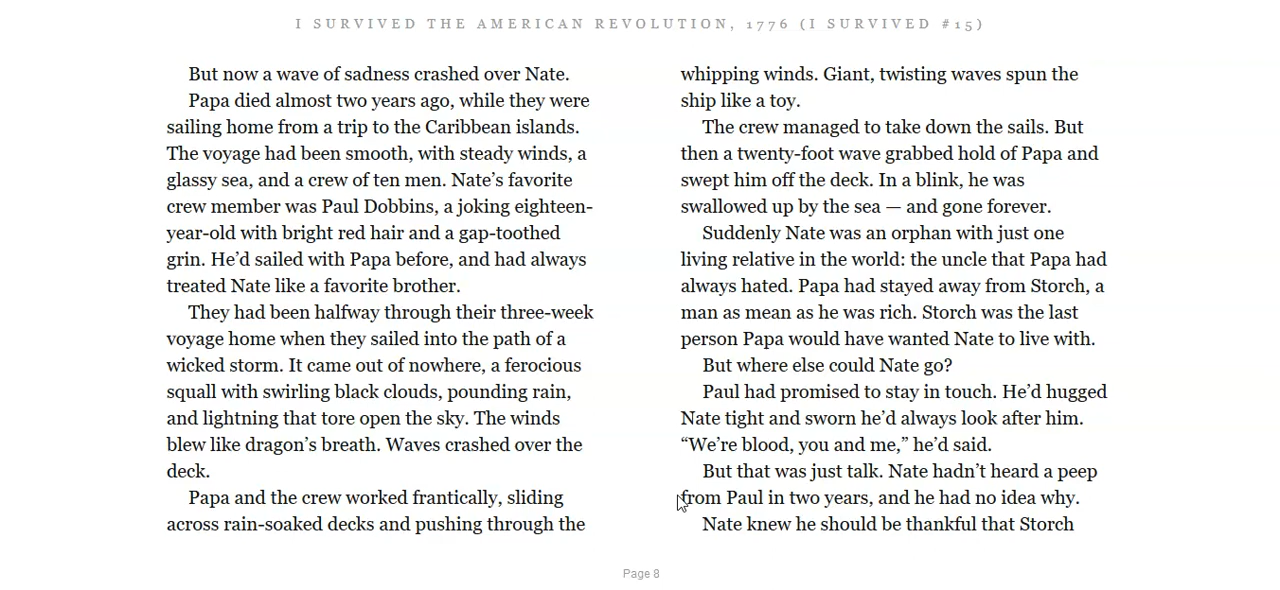 I SURVIVED THE AMERICAN REVOLUTION, 1776 (I SURVIVED #15)
But now a wave of sadness crashed over Nate.
Papa died almost two years ago, while they were
sailing home from a trip to the Caribbean islands.
The voyage had been smooth, with steady winds, a
glassy sea, and a crew of ten men. Nate’s favorite
crew member was Paul Dobbins, a joking eighteen-
year-old with bright red hair and a gap-toothed
grin. He’d sailed with Papa before, and had always
treated Nate like a favorite brother.
They had been halfway through their three-week
voyage home when they sailed into the path of a
wicked storm. It came out of nowhere, a ferocious
squall with swirling black clouds, pounding rain,
and lightning that tore open the sky. The winds
blew like dragon’s breath. Waves crashed over the
deck.
Papa and the crew worked frantically, sliding
across rain-soaked decks and pushing through the
whipping winds. Giant, twisting waves spun the
ship like a toy.
The crew managed to take down the sails. But
then a twenty-foot wave grabbed hold of Papa and
swept him off the deck. In a blink, he was
swallowed up by the sea — and gone forever.
Suddenly Nate was an orphan with just one
living relative in the world: the uncle that Papa had
always hated. Papa had stayed away from Storch, a
man as mean as he was rich. Storch was the last
person Papa would have wanted Nate to live with.
But where else could Nate go?
Paul had promised to stay in touch. He’d hugged
Nate tight and sworn he’d always look after him.
“We’re blood, you and me,” he’d said.
But that was just talk. Nate hadn’t heard a peep
from Paul in two years, and he had no idea why.
Nate knew he should be thankful that Storch
Page 8